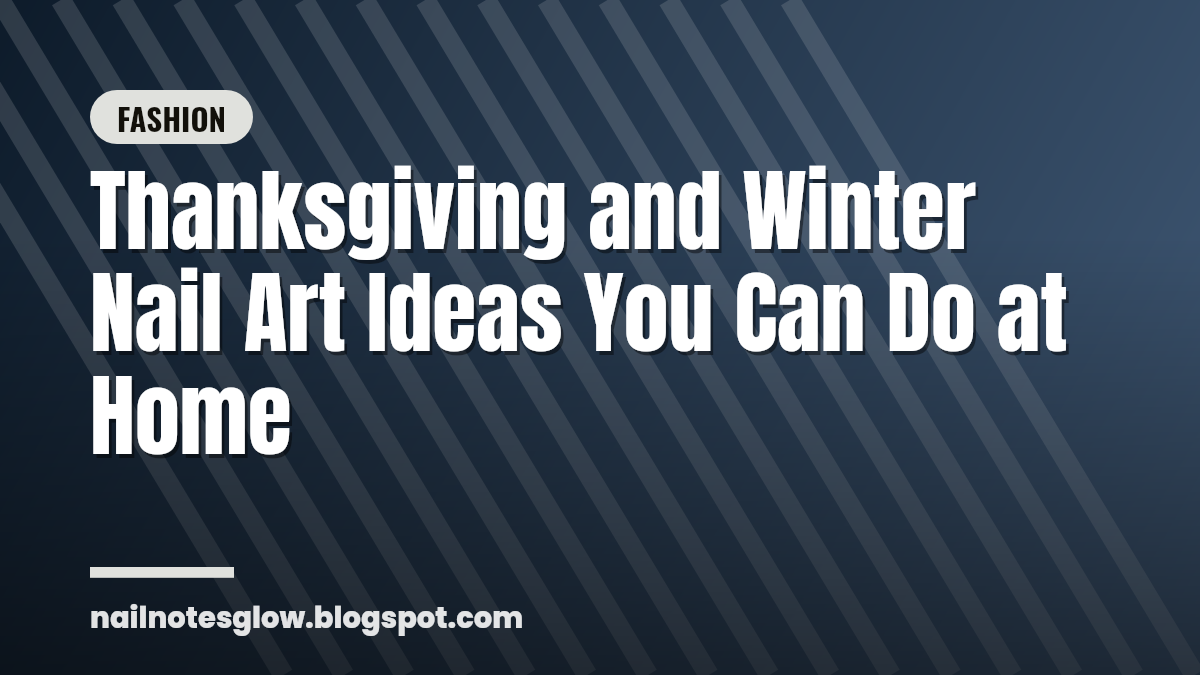 FASHION
Thanksgiving and Winter
Nail Art Ideas You Can Do at
Home
nailnotesglow.blogspot.com